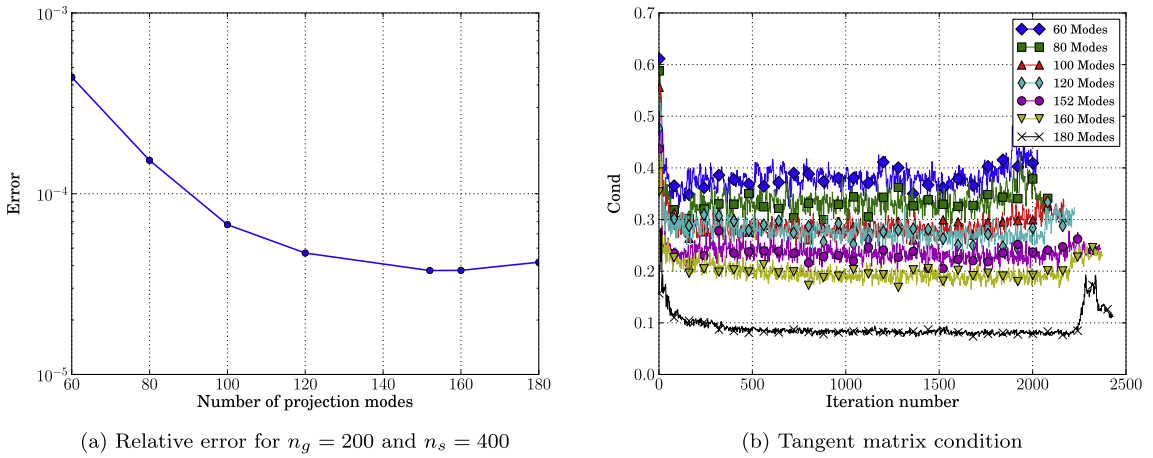 10⁻³
10⁻⁴
10⁻⁵
Error
60 80 100 120 140 160 180
Number of projection modes
(a) Relative error for n_g = 200 and n_s = 400
0.7
0.6
0.5
0.4
0.3
0.2
0.1
0.0
Cond
60 Modes
80 Modes
100 Modes
120 Modes
152 Modes
160 Modes
180 Modes
0 500 1000 1500 2000 2500
Iteration number
(b) Tangent matrix condition